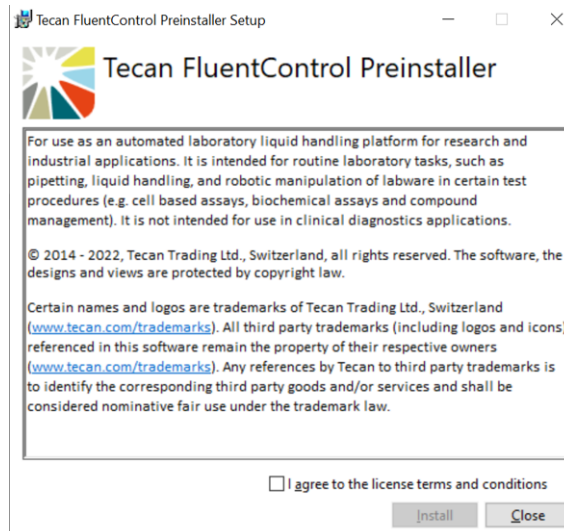 Tecan FluentControl Preinstaller Setup
Tecan FluentControl Preinstaller
For use as an automated laboratory liquid handling platform for research and
industrial applications. It is intended for routine laboratory tasks, such as
pipetting, liquid handling, and robotic manipulation of labware in certain test
procedures (e.g. cell based assays, biochemical assays and compound
management). It is not intended for use in clinical diagnostics applications.
© 2014 - 2022, Tecan Trading Ltd., Switzerland, all rights reserved. The software, the
designs and views are protected by copyright law.
Certain names and logos are trademarks of Tecan Trading Ltd., Switzerland
(www.tecan.com/trademarks). All third party trademarks (including logos and icons)
referenced in this software remain the property of their respective owners
(www.tecan.com/trademarks). Any references by Tecan to third party trademarks is
to identify the corresponding third party goods and/or services and shall be
considered nominative fair use under the trademark law.
I agree to the license terms and conditions
Install
Close